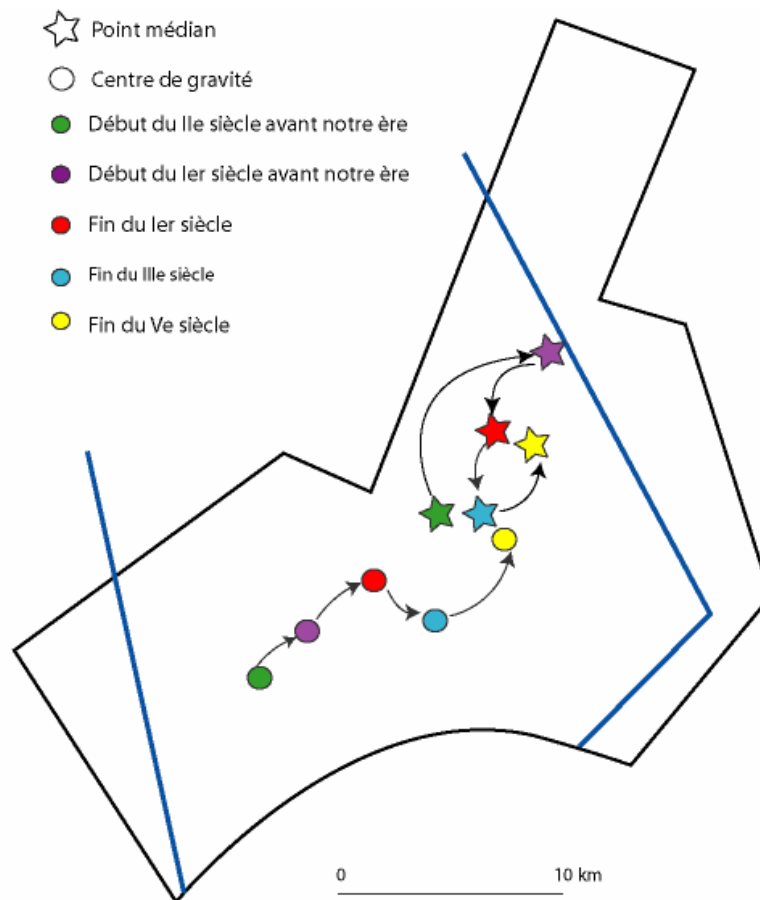 Point médian
Centre de gravité
Début du IIe siècle avant notre ère
Début du Ier siècle avant notre ère
Fin du Ier siècle
Fin du IIIe siècle
Fin du Ve siècle
0 10 km